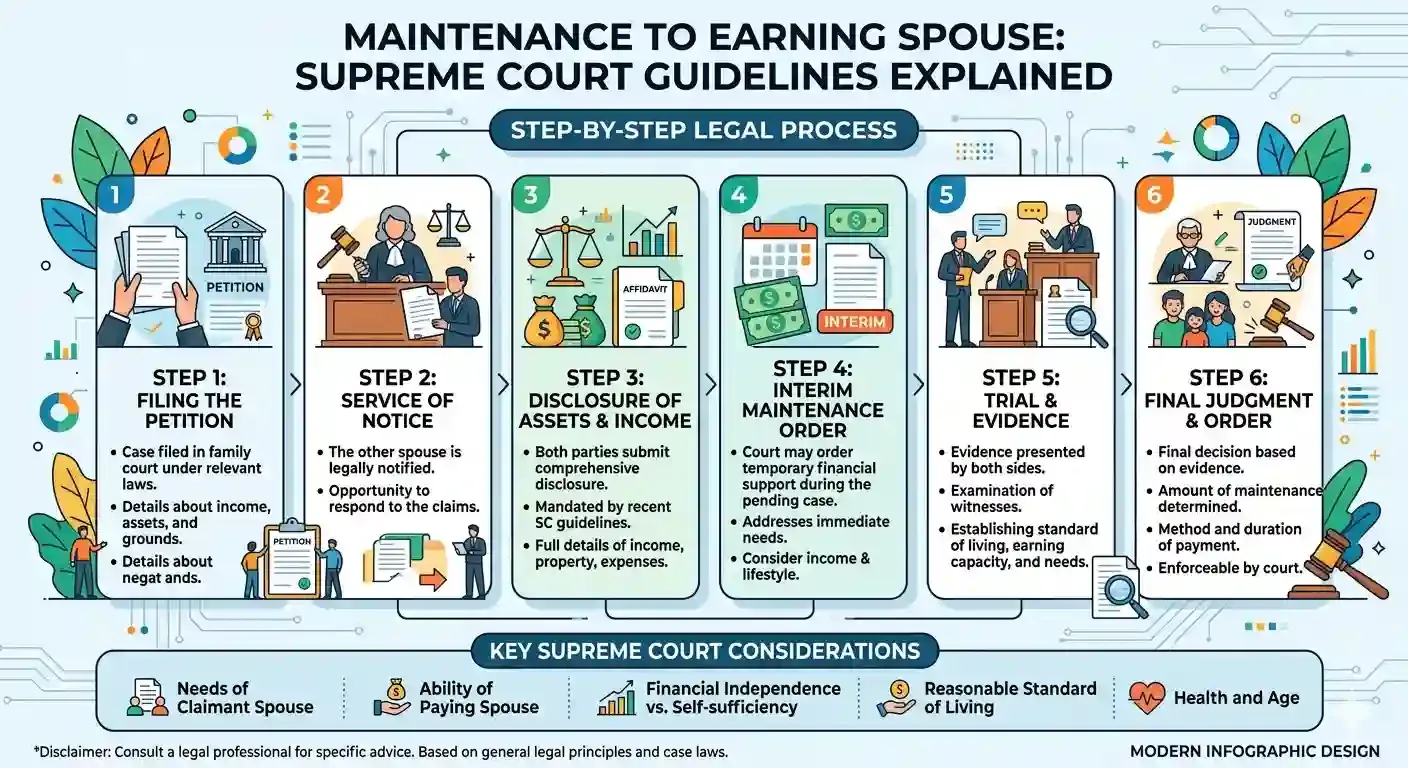 MAINTENANCE TO EARNING SPOUSE:
SUPREME COURT GUIDELINES EXPLAINED
STEP-BY-STEP LEGAL PROCESS
1
PETITION
STEP 1:
FILING THE
PETITION
• Case filed in family
court under relevant
laws.
• Details about income,
assets, and
grounds.
• Details about
negat ands.
PETITION
2
STEP 2:
SERVICE OF
NOTICE
• The other spouse is
legally notified.
• Opportunity to
respond to the claims.
3
$
AFFIDAVIT
STEP 3:
DISCLOSURE OF
ASSETS & INCOME
• Both parties submit
comprehensive
disclosure.
• Mandated by recent
SC guidelines.
• Full details of income,
property, expenses.
4
$
$
$
INTERIM
STEP 4:
INTERIM
MAINTENANCE
ORDER
• Court may order
temporary financial
support during the
pending case.
• Addresses immediate
needs.
• Consider income &
lifestyle.
5
STEP 5:
TRIAL &
EVIDENCE
• Evidence presented
by both sides.
• Examination of
witnesses.
• Establishing standard
of living, earning
capacity, and needs.
6
JUDGMENT
STEP 6:
FINAL JUDGMENT
& ORDER
• Final decision based
on evidence.
• Amount of maintenance
determined.
• Method and duration
of payment.
• Enforceable by court.
KEY SUPREME COURT CONSIDERATIONS
Needs of
Claimant Spouse
$
Ability of
Paying Spouse
Financial Independence
vs. Self-sufficiency
$
Reasonable Standard
of Living
Health and Age
*Disclaimer: Consult a legal professional for specific advice. Based on general legal principles and case laws.
MODERN INFOGRAPHIC DESIGN